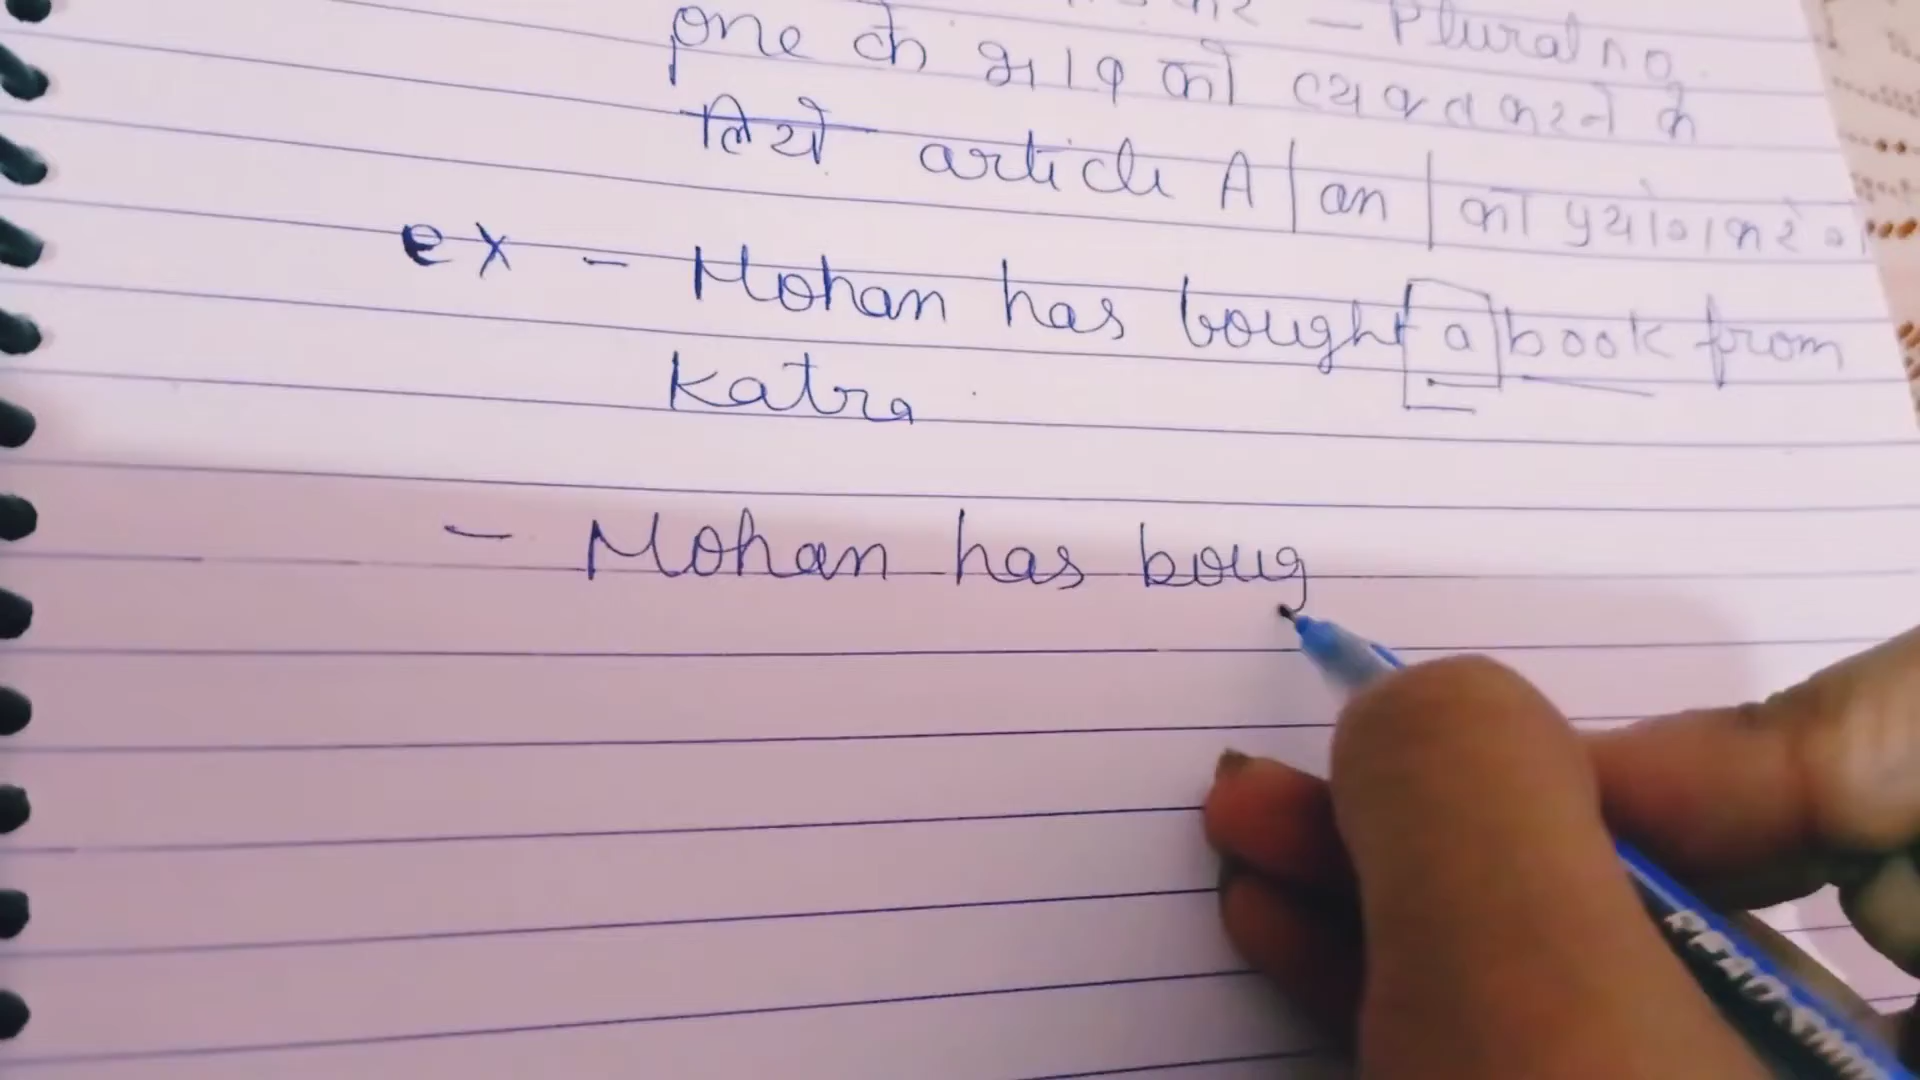 — Plural no.
one के भाव को व्यक्त करने के
लिये article A | an | का प्रयोग करेंगे
ex - Mohan has bought a book from
Katra.
- Mohan has boug